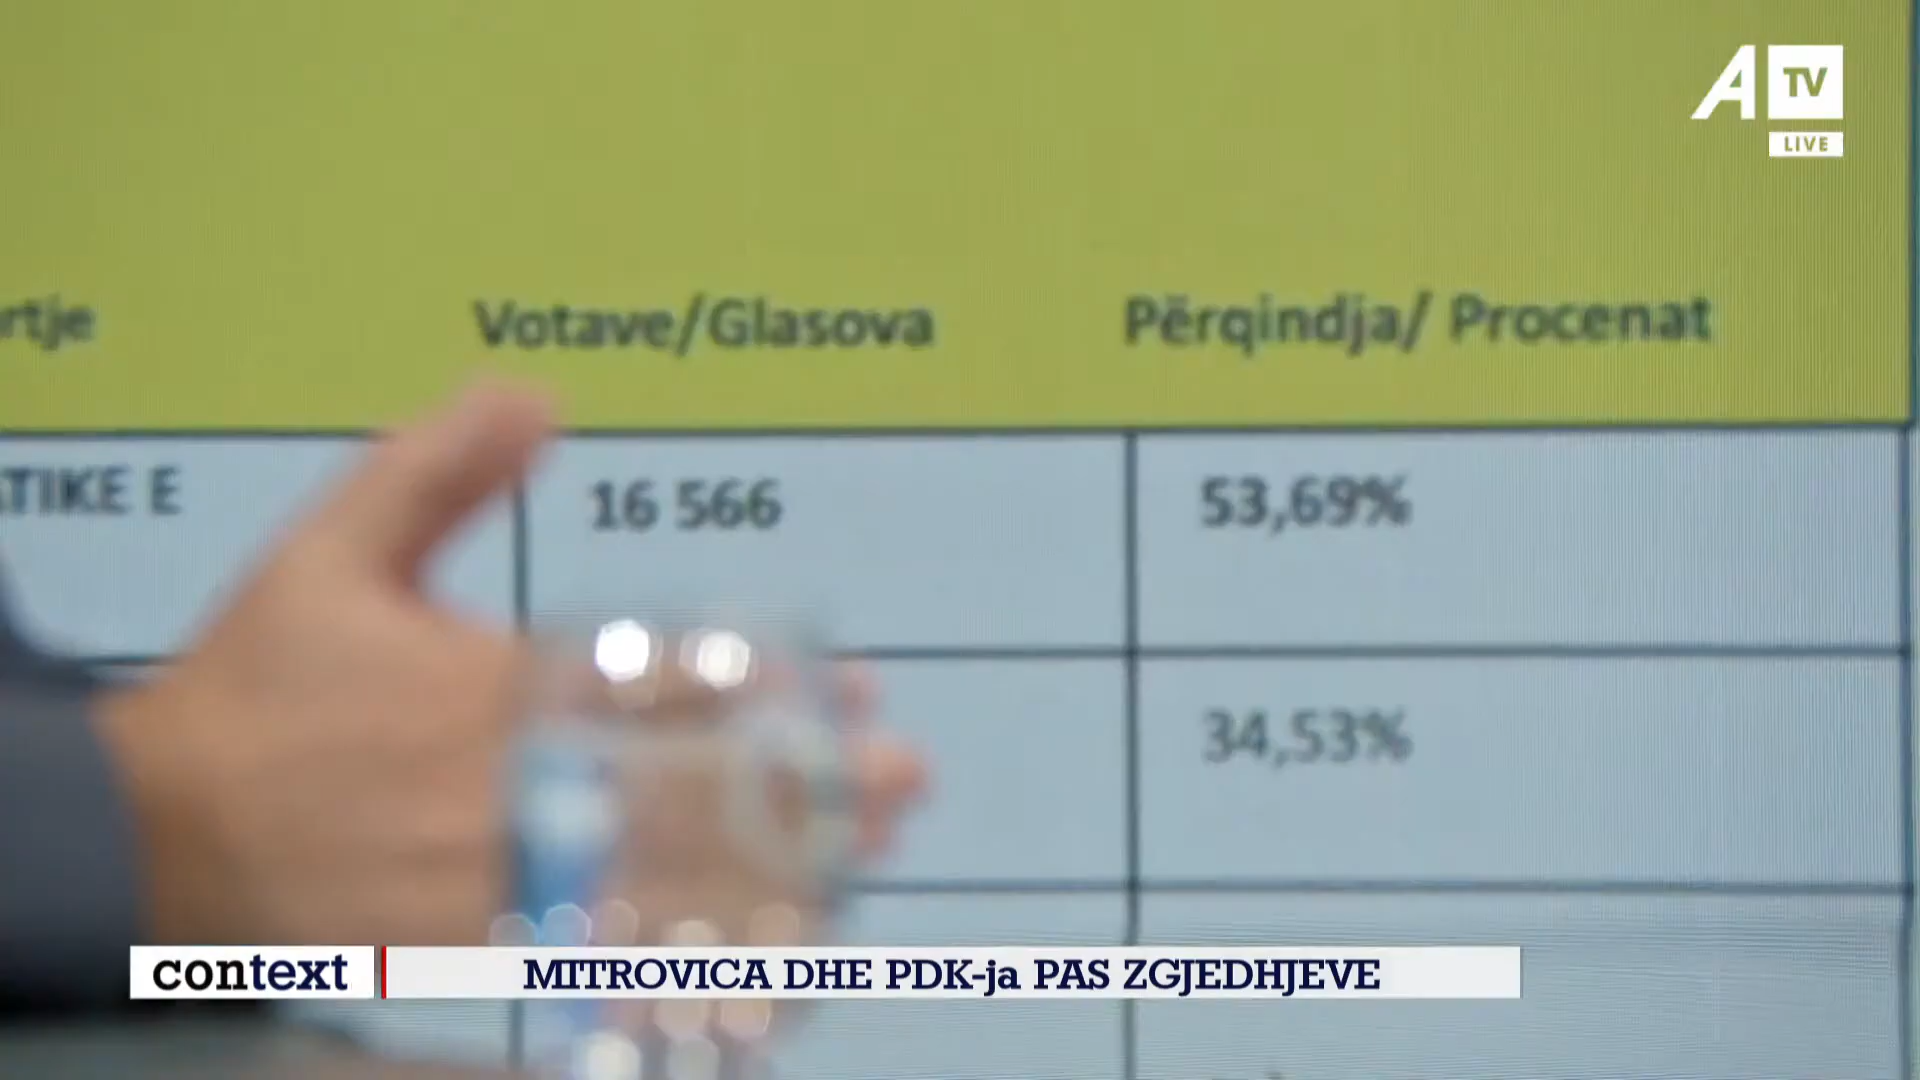 A TV
LIVE
rtje
Votave/Glasova
Përqindja/ Procenat
ATIKE E
16 566
53,69%
34,53%
context
MITROVICA DHE PDK-ja PAS ZGJEDHJEVE